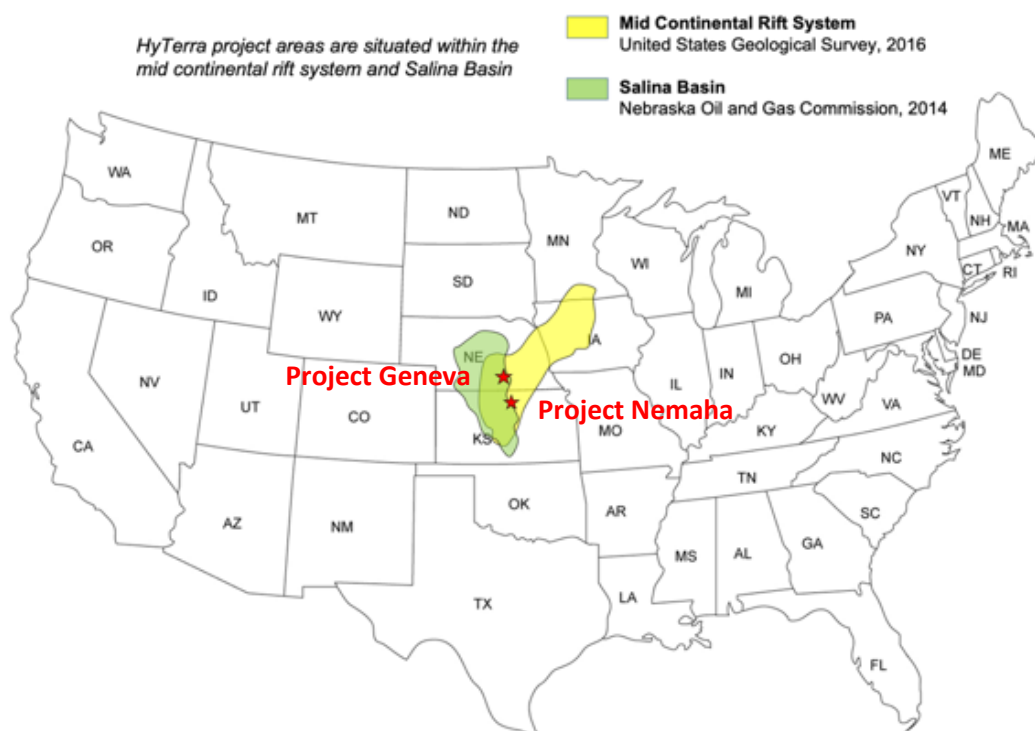 HyTerra project areas are situated within the
mid continental rift system and Salina Basin
Mid Continental Rift System
United States Geological Survey, 2016
Salina Basin
Nebraska Oil and Gas Commission, 2014
WA
MT
ND
MN
ME
VT
NH
MA
OR
ID
SD
WI
MI
NY
CT
RI
WY
IA
PA
NJ
NE
OH
DE
MD
Project Geneva
NV
UT
CO
IL
IN
WV
VA
Project Nemaha
CA
KS
MO
KY
NC
TN
AZ
NM
OK
AR
SC
MS
AL
GA
TX
LA
FL